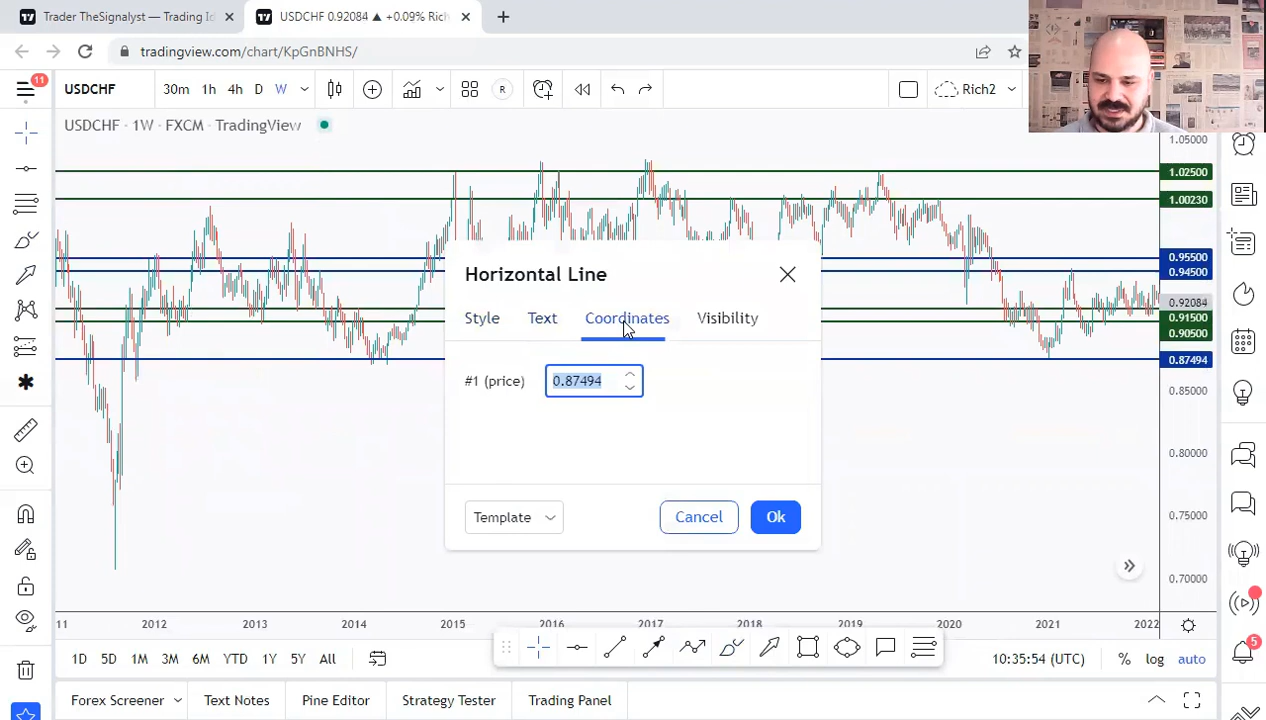 Trader TheSignalyst — Trading Id
USDCHF 0.92084 ▲ +0.09% Rich
tradingview.com/chart/KpGnBNHS/
11
USDCHF
30m 1h 4h D W
R
Rich2
USDCHF · 1W · FXCM · TradingView
1.05000
1.02500
1.00230
0.95500
0.94500
0.92084
0.91500
0.90500
0.87494
0.85000
0.80000
0.75000
0.70000
Horizontal Line
Style Text Coordinates Visibility
#1 (price) 0.87494
Template Cancel Ok
11 2012 2013 2014 2015 2016 2017 2018 2019 2020 2021 2022
1D 5D 1M 3M 6M YTD 1Y 5Y All
10:35:54 (UTC) % log auto
5
Forex Screener Text Notes Pine Editor Strategy Tester Trading Panel